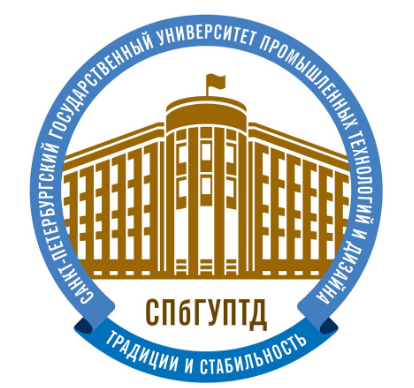 САНКТ-ПЕТЕРБУРГСКИЙ ГОСУДАРСТВЕННЫЙ УНИВЕРСИТЕТ ПРОМЫШЛЕННЫХ ТЕХНОЛОГИЙ И ДИЗАЙНА
СПбГУПТД
ТРАДИЦИИ И СТАБИЛЬНОСТЬ